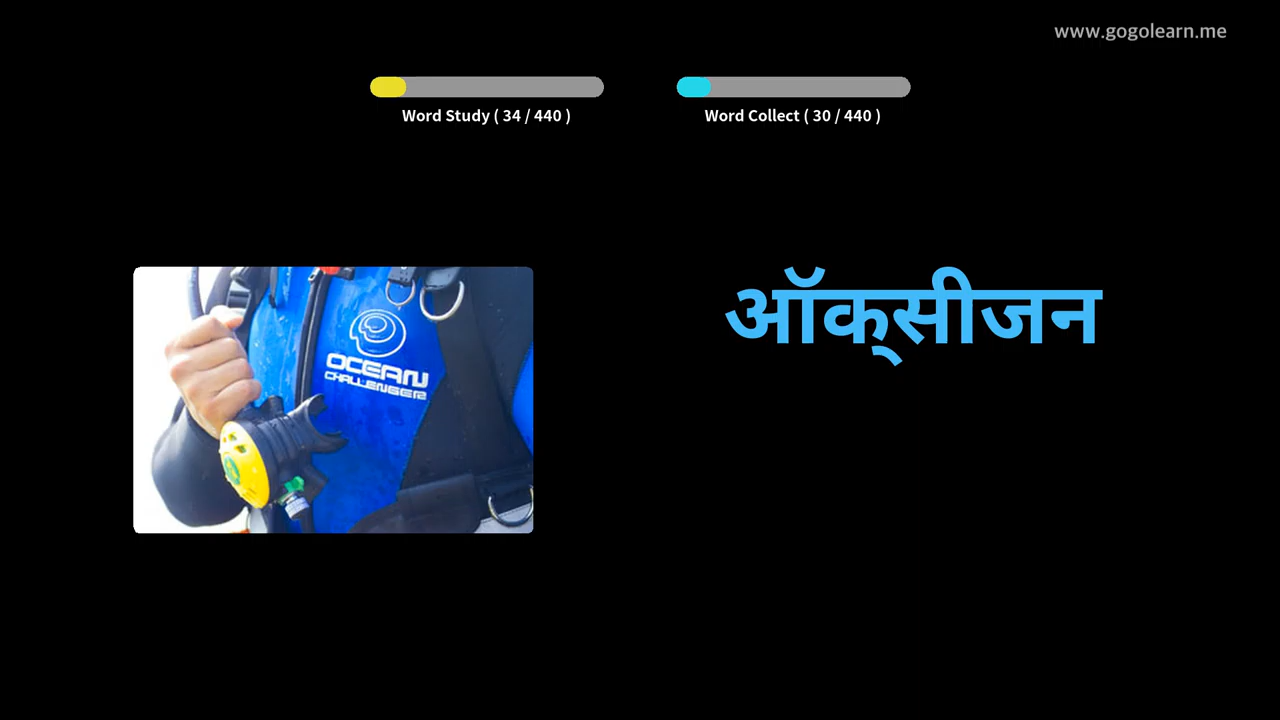 www.gogolearn.me
Word Study ( 34 / 440 )
Word Collect ( 30 / 440 )
ऑक्सीजन
OCEAN
CHALLENGER